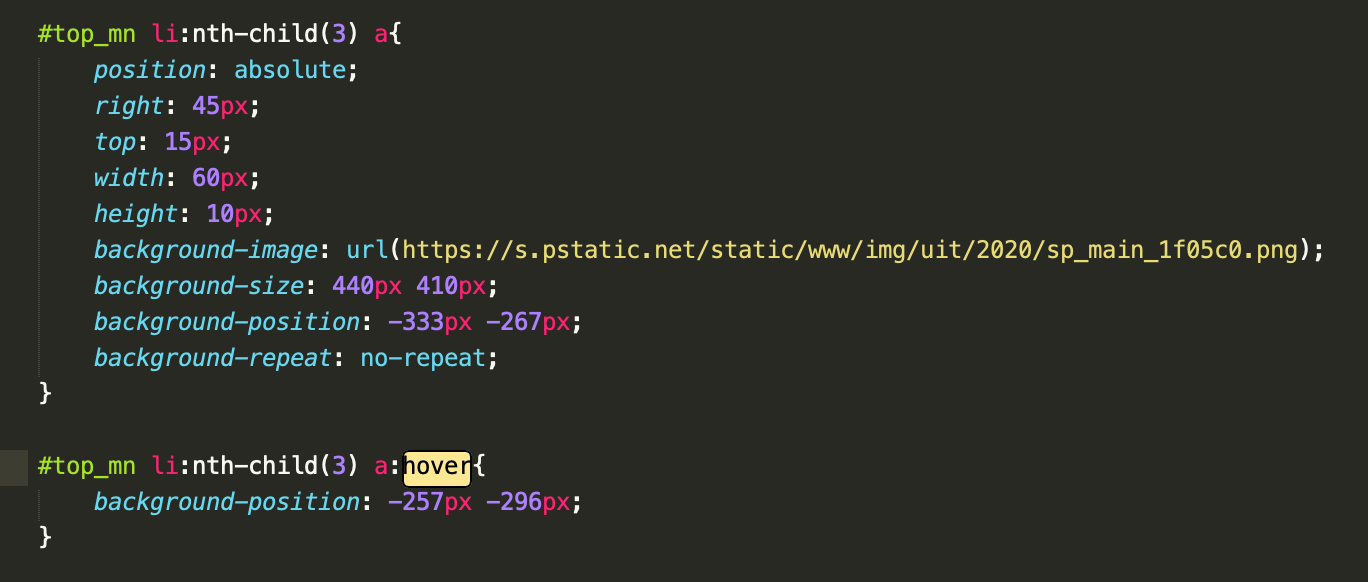 #top_mn li:nth-child(3) a{
position: absolute;
right: 45px;
top: 15px;
width: 60px;
height: 10px;
background-image: url(https://s.pstatic.net/static/www/img/uit/2020/sp_main_1f05c0.png);
background-size: 440px 410px;
background-position: -333px -267px;
background-repeat: no-repeat;
}
#top_mn li:nth-child(3) a:hover{
background-position: -257px -296px;
}